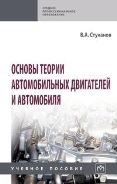 СРЕДНЕЕ
ПРОФЕССИОНАЛЬНОЕ
ОБРАЗОВАНИЕ
В.А. Стуканов
ОСНОВЫ ТЕОРИИ
АВТОМОБИЛЬНЫХ ДВИГАТЕЛЕЙ
И АВТОМОБИЛЯ
УЧЕБНОЕ ПОСОБИЕ